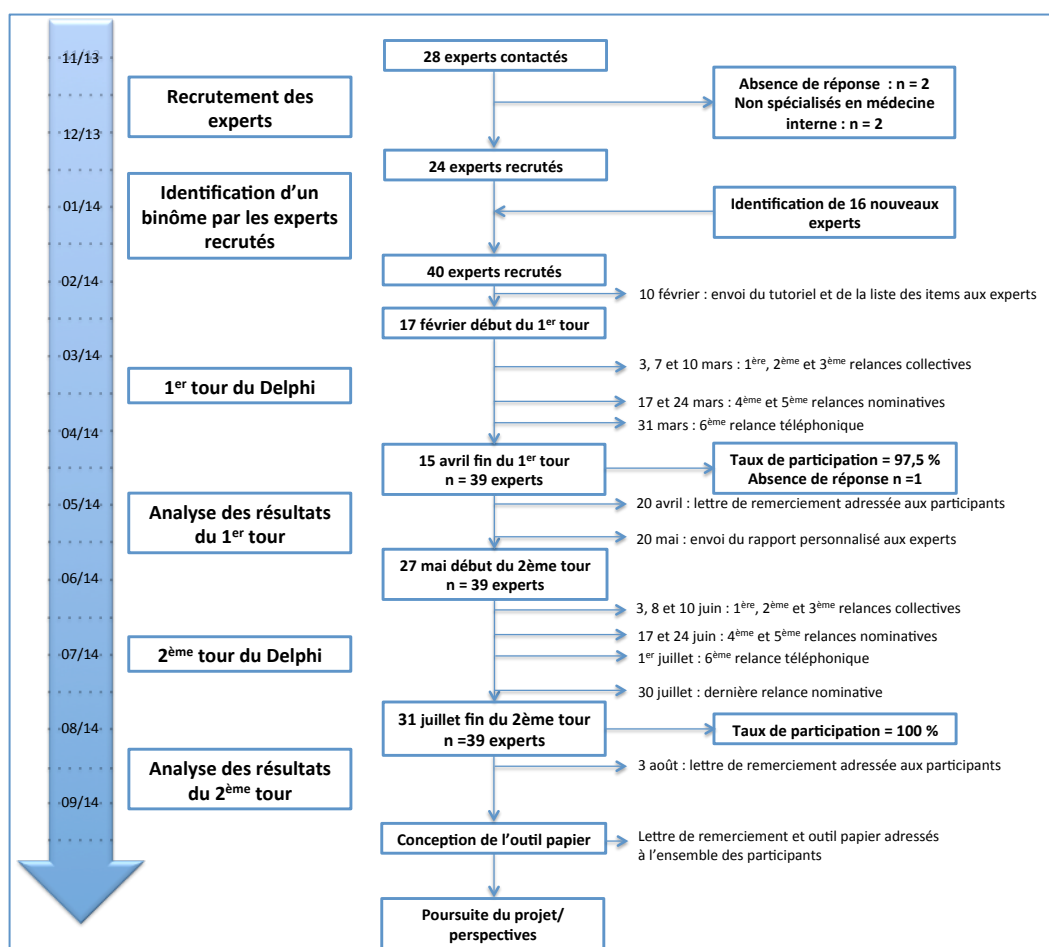 11/13
28 experts contactés
Recrutement des
experts
Absence de réponse : n = 2
Non spécialisés en médecine
interne : n = 2
12/13
24 experts recrutés
Identification d'un
binôme par les experts
recrutés
01/14
Identification de 16 nouveaux
experts
40 experts recrutés
02/14
10 février : envoi du tutoriel et de la liste des items aux experts
17 février début du 1er tour
03/14
3, 7 et 10 mars : 1ère, 2ème et 3ème relances collectives
1er tour du Delphi
17 et 24 mars : 4ème et 5ème relances nominatives
31 mars : 6ème relance téléphonique
04/14
15 avril fin du 1er tour
n = 39 experts
Taux de participation = 97,5 %
Absence de réponse n =1
05/14
20 avril : lettre de remerciement adressée aux participants
Analyse des résultats
du 1er tour
20 mai : envoi du rapport personnalisé aux experts
27 mai début du 2ème tour
n = 39 experts
06/14
3, 8 et 10 juin : 1ère, 2ème et 3ème relances collectives
17 et 24 juin : 4ème et 5ème relances nominatives
07/14
2ème tour du Delphi
1er juillet : 6ème relance téléphonique
30 juillet : dernière relance nominative
08/14
31 juillet fin du 2ème tour
n =39 experts
Taux de participation = 100 %
Analyse des résultats
du 2ème tour
3 août : lettre de remerciement adressée aux participants
09/14
Conception de l'outil papier
Lettre de remerciement et outil papier adressés
à l'ensemble des participants
Poursuite du projet/
perspectives